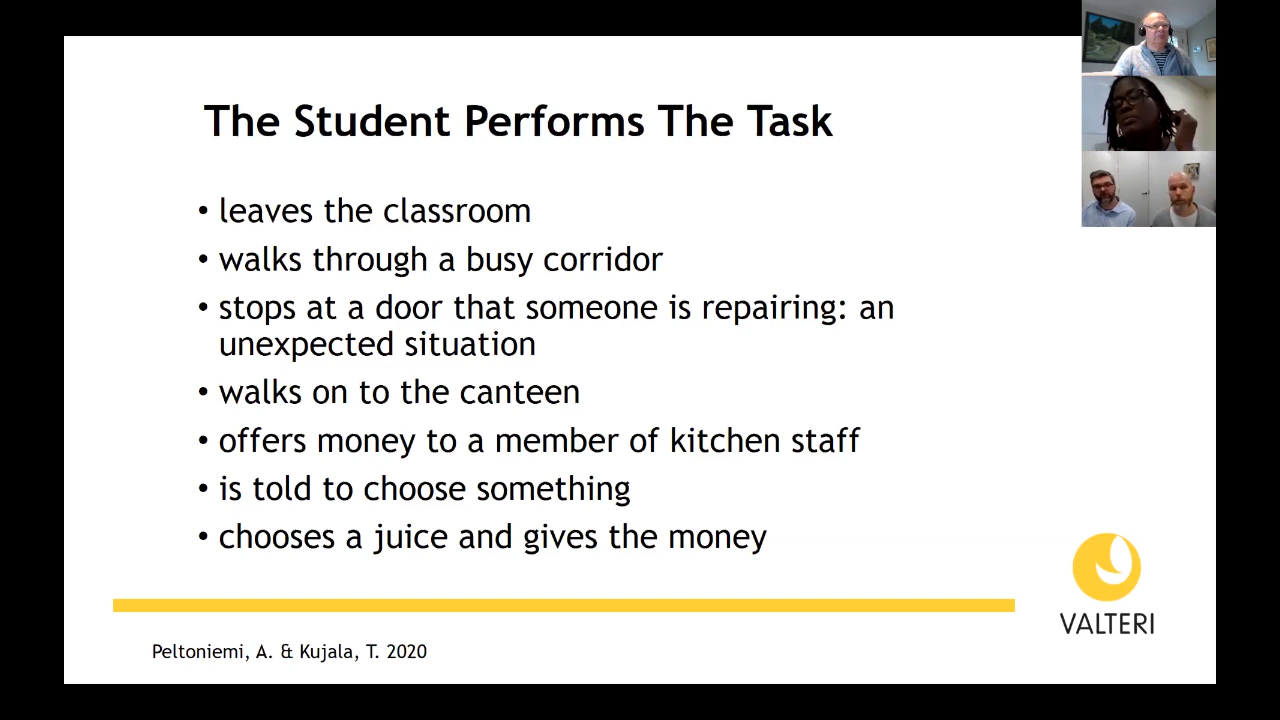 The Student Performs The Task
• leaves the classroom
• walks through a busy corridor
• stops at a door that someone is repairing: an
unexpected situation
• walks on to the canteen
• offers money to a member of kitchen staff
• is told to choose something
• chooses a juice and gives the money
VALTERI
Peltoniemi, A. & Kujala, T. 2020